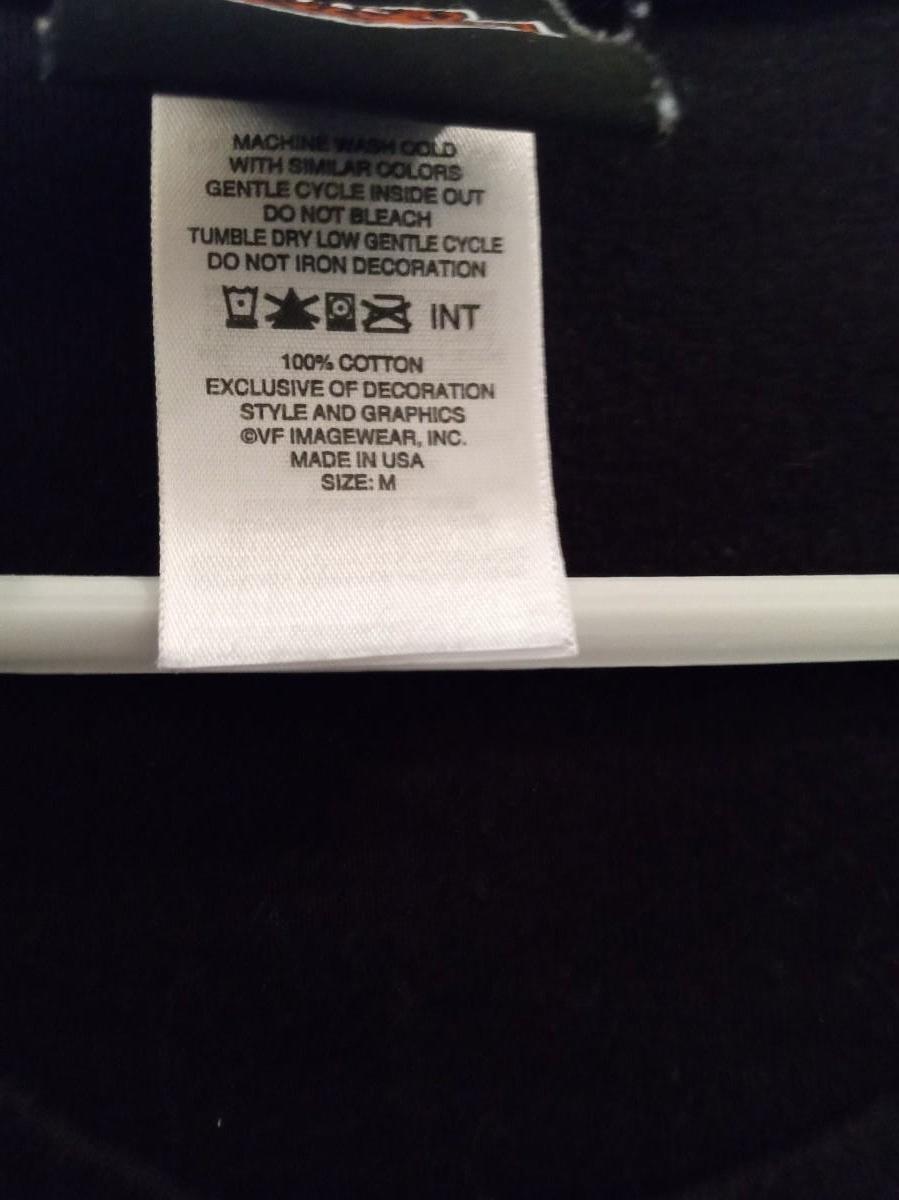 MACHINE WASH COLD
WITH SIMILAR COLORS
GENTLE CYCLE INSIDE OUT
DO NOT BLEACH
TUMBLE DRY LOW GENTLE CYCLE
DO NOT IRON DECORATION
INT
100% COTTON
EXCLUSIVE OF DECORATION
STYLE AND GRAPHICS
©VF IMAGEWEAR, INC.
MADE IN USA
SIZE: M